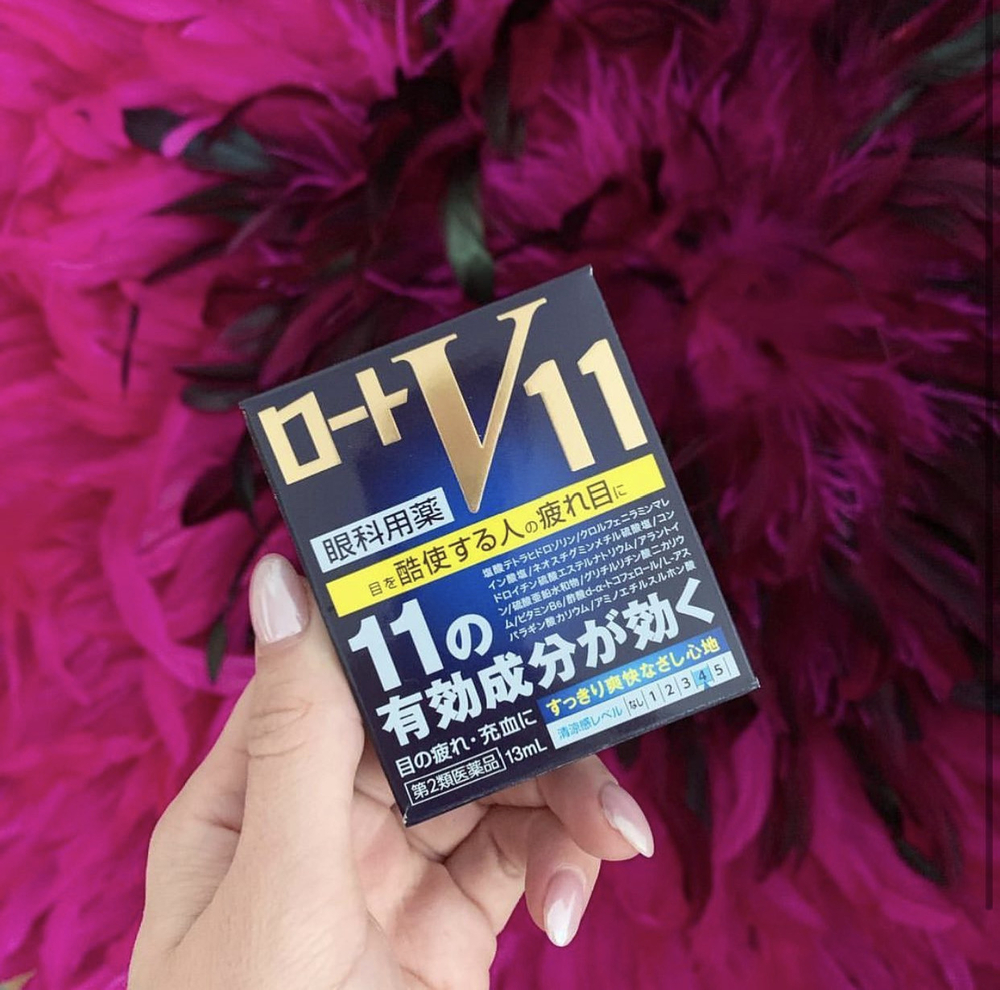 ロートV11
眼科用薬
目を酷使する人の疲れ目に
塩酸テトラヒドロゾリン/クロルフェニラミンマレ
イン酸塩/ネオスチグミンメチル硫酸塩/コン
ドロイチン硫酸エステルナトリウム/アラントイ
ン/硫酸亜鉛水和物/グリチルリチン酸二カリウ
ム/ビタミンB6/酢酸d-α-トコフェロール/L-アス
パラギン酸カリウム/アミノエチルスルホン酸
11の
有効成分が効く
すっきり爽快なさし心地
清涼感レベル なし 1 2 3 4 5
目の疲れ・充血に
第2類医薬品 13mL